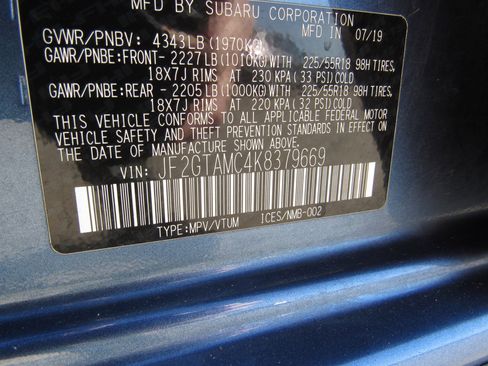 MFD BY SUBARU CORPORATION 07/19
GVWR/PNBV: 4343LB (1970KG)
GAWR/PNBE:FRONT- 2227LB(1010KG)WITH 225/55R18 98H TIRES,
18X7J RIMS AT 230 KPA(33 PSI)COLD
GAWR/PNBE:REAR - 2205LB(1000KG)WITH 225/55R18 98H TIRES,
18X7J RIMS AT 220 KPA(32 PSI)COLD
THIS VEHICLE CONFORMS TO ALL APPLICABLE FEDERAL MOTOR
VEHICLE SAFETY AND THEFT PREVENTION STANDARDS IN EFFECT ON
THE DATE OF MANUFACTURE SHOWN ABOVE.
VIN: JF2GTAMC4K8379669
TYPE:MPV/VTUM ICES/NMB-002